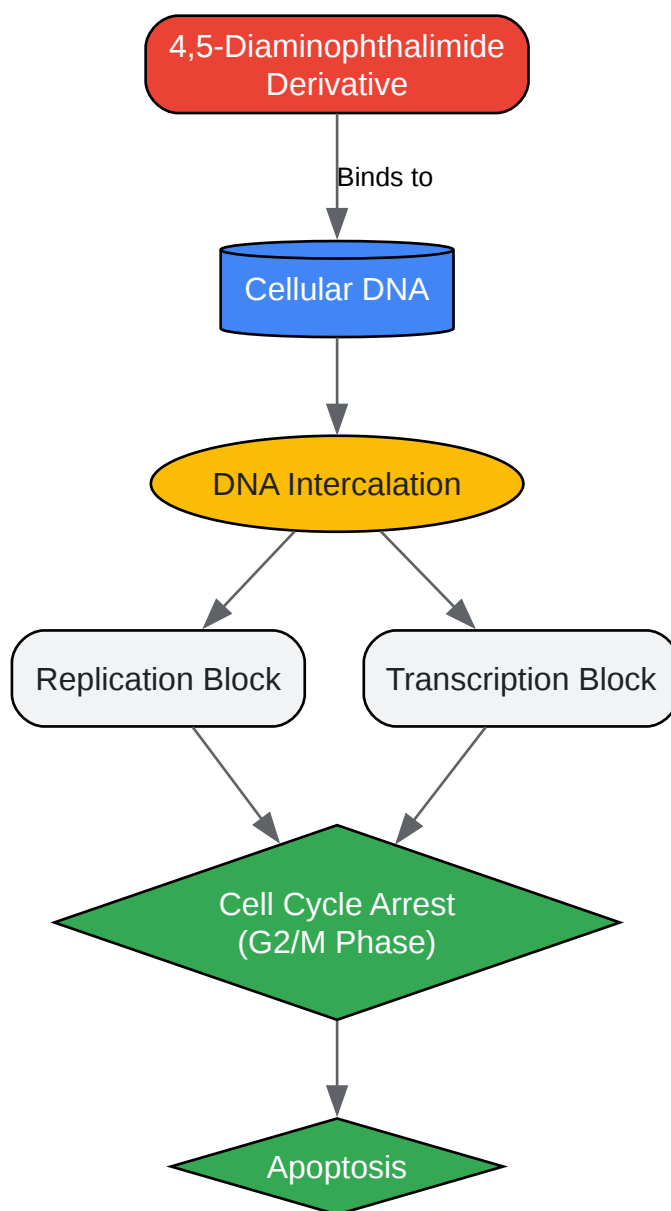 4,5-Diaminophthalimide
Derivative
Binds to
Cellular DNA
DNA Intercalation
Replication Block
Transcription Block
Cell Cycle Arrest
(G2/M Phase)
Apoptosis